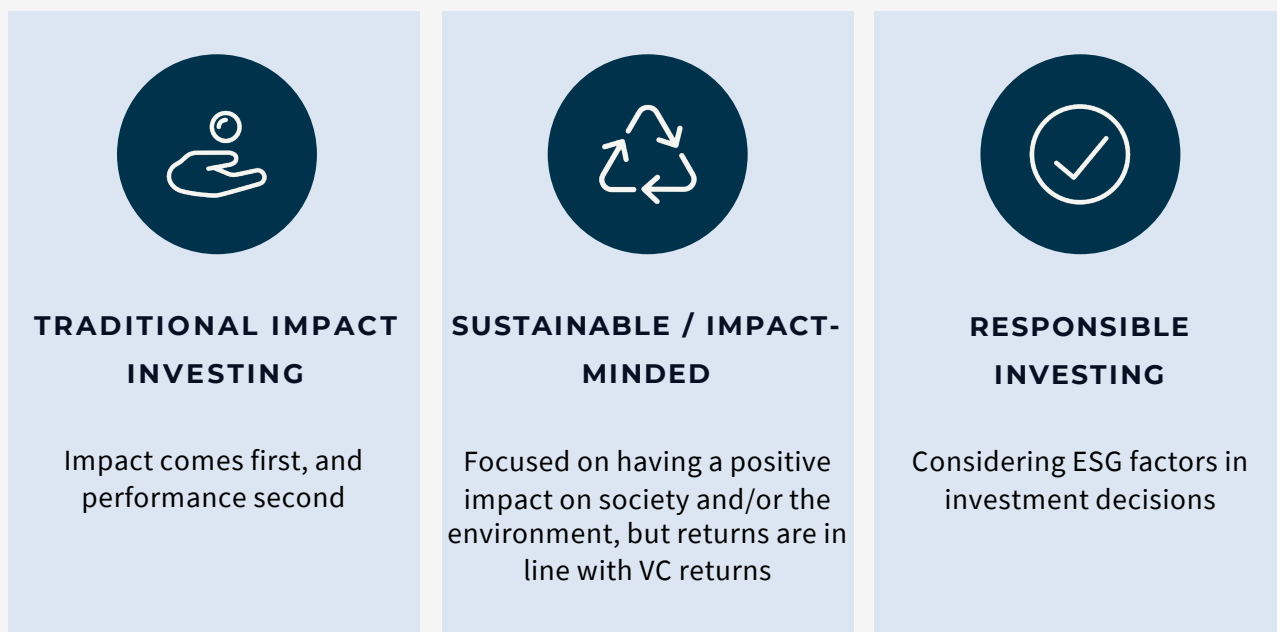 TRADITIONAL IMPACT
INVESTING
Impact comes first, and
performance second
SUSTAINABLE / IMPACT-
MINDED
Focused on having a positive
impact on society and/or the
environment, but returns are in
line with VC returns
RESPONSIBLE
INVESTING
Considering ESG factors in
investment decisions